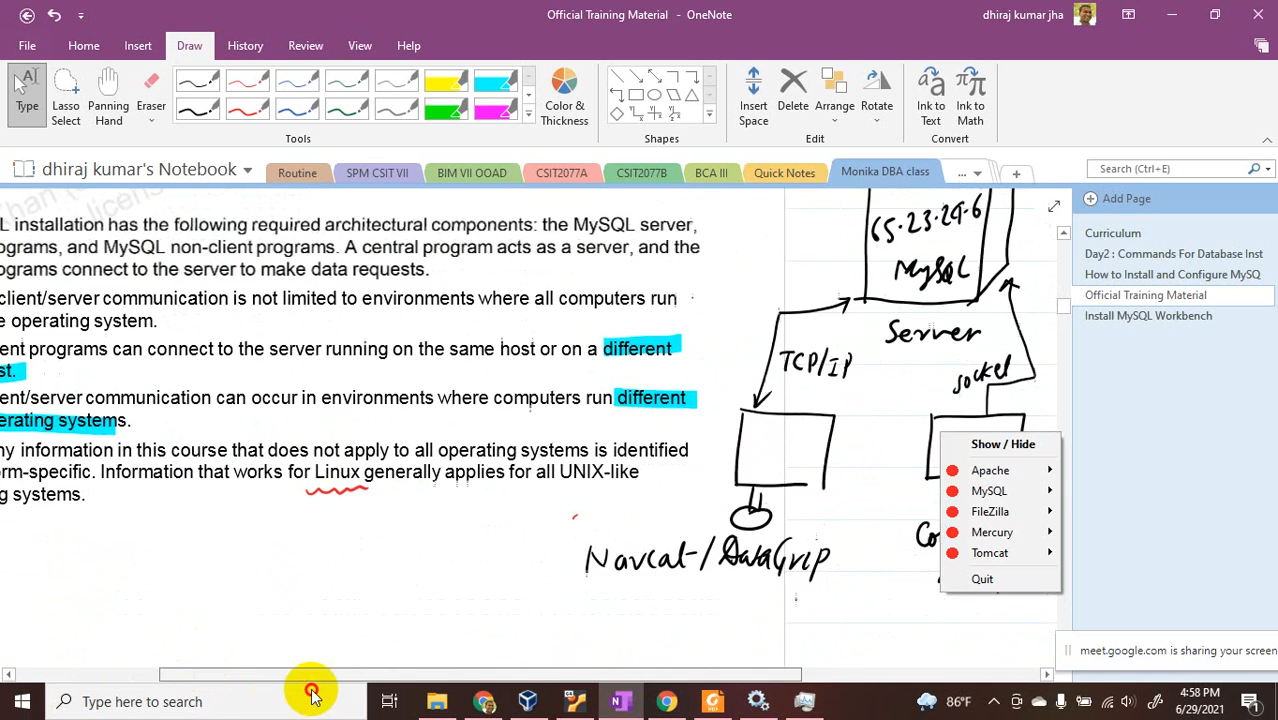 Official Training Material - OneNote
dhiraj kumar jha
File Home Insert Draw History Review View Help
Type
Lasso Select
Panning Hand
Eraser
Color & Thickness
Insert Space
Delete
Arrange
Rotate
Ink to Text
Ink to Math
Tools Shapes Edit Convert
dhiraj kumar's Notebook
Routine SPM CSIT VII BIM VII OOAD CSIT2077A CSIT2077B BCA III Quick Notes Monika DBA class ...
Search (Ctrl+E)
Add Page
Curriculum
Day2 : Commands For Database Inst
How to Install and Configure MySQ
Official Training Material
Install MySQL Workbench
licens
L installation has the following required architectural components: the MySQL server,
ograms, and MySQL non-client programs. A central program acts as a server, and the
ograms connect to the server to make data requests.
client/server communication is not limited to environments where all computers run
e operating system.
ent programs can connect to the server running on the same host or on a different
st.
ent/server communication can occur in environments where computers run different
erating systems.
ny information in this course that does not apply to all operating systems is identified
orm-specific. Information that works for Linux generally applies for all UNIX-like
g systems.
65.23.29.6
MySQL
Server
TCP/IP
socket
Navcat-/DataGrip
Co
Show / Hide
Apache
MySQL
FileZilla
Mercury
Tomcat
Quit
meet.google.com is sharing your screen
Type here to search
86°F
4:58 PM
6/29/2021